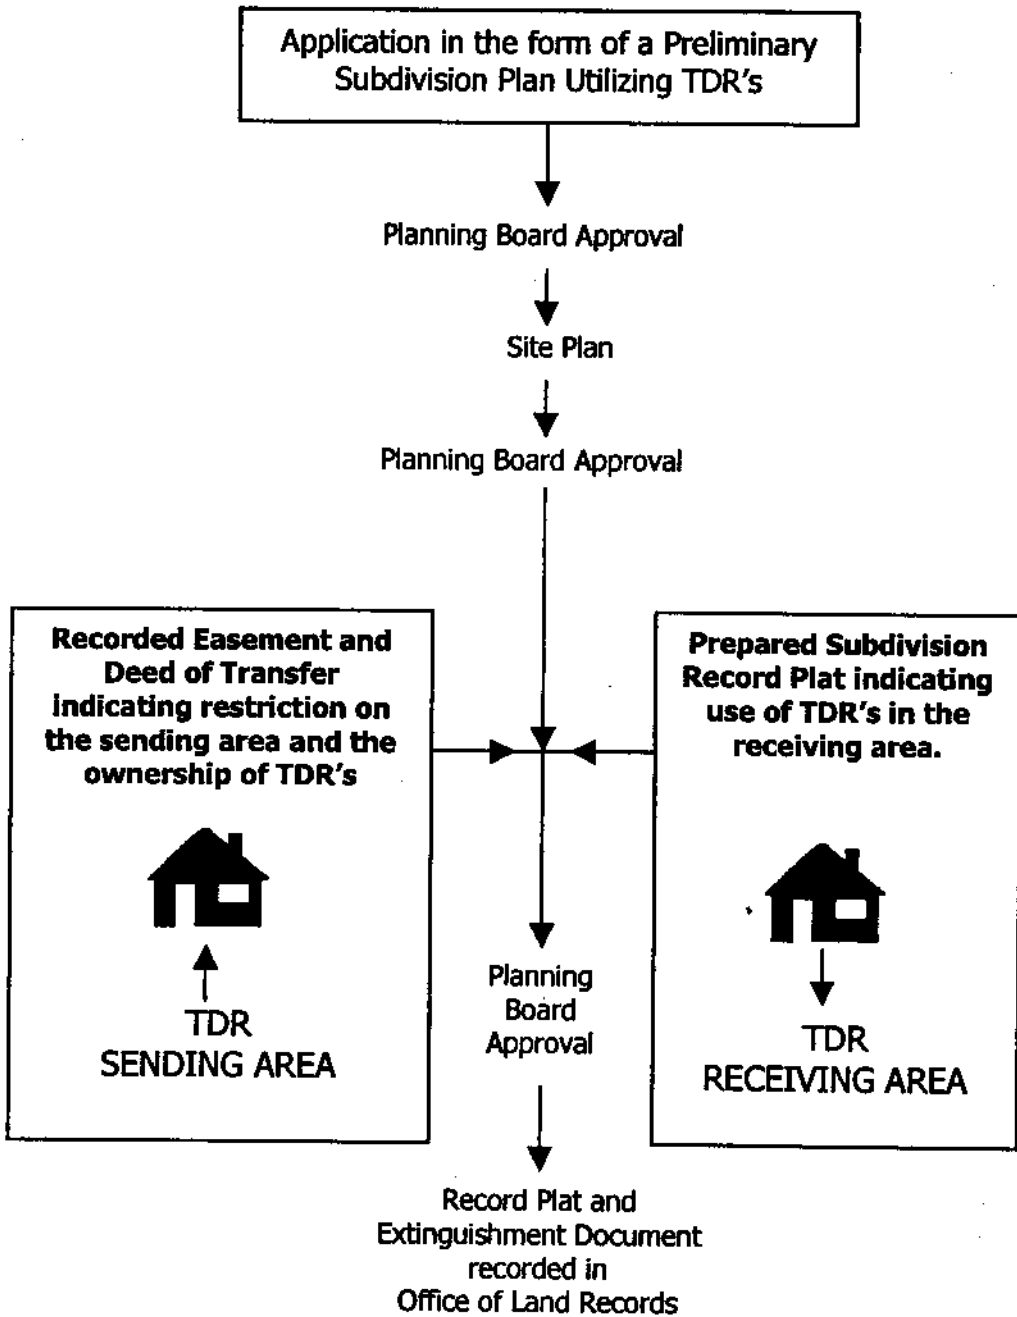 Application in the form of a Preliminary
Subdivision Plan Utilizing TDR's
Planning Board Approval
Site Plan
Planning Board Approval
Recorded Easement and
Deed of Transfer
indicating restriction on
the sending area and the
ownership of TDR's
TDR
SENDING AREA
Prepared Subdivision
Record Plat indicating
use of TDR's in the
receiving area.
TDR
RECEIVING AREA
Planning
Board
Approval
Record Plat and
Extinguishment Document
recorded in
Office of Land Records